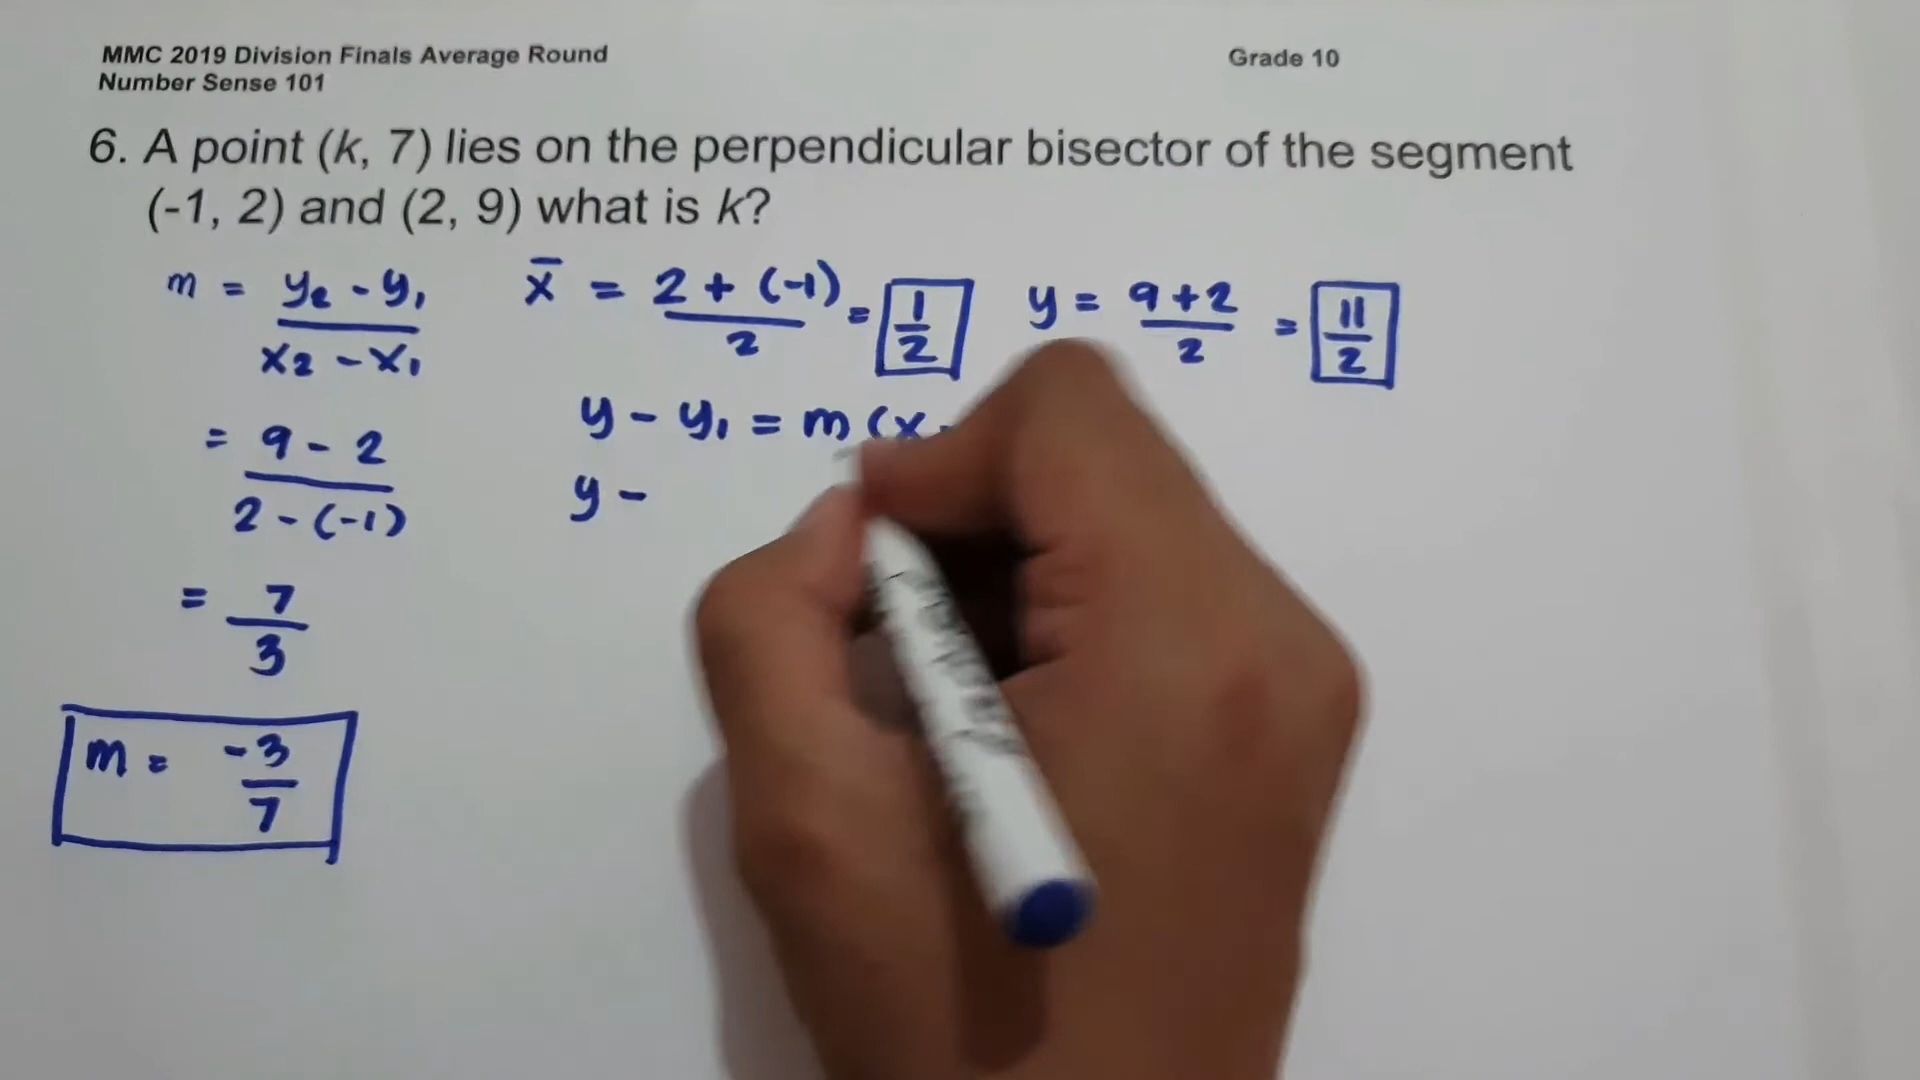 MMC 2019 Division Finals Average Round
Grade 10
Number Sense 101
6. A point (k, 7) lies on the perpendicular bisector of the segment
(-1, 2) and (2, 9) what is k?
m = y₂ - y₁ / x₂ - x₁
x̄ = 2 + (-1) / 2 = 1/2
y = 9 + 2 / 2 = 11/2
= 9 - 2 / 2 - (-1)
y - y₁ = m (x -
y -
= 7/3
m = -3/7